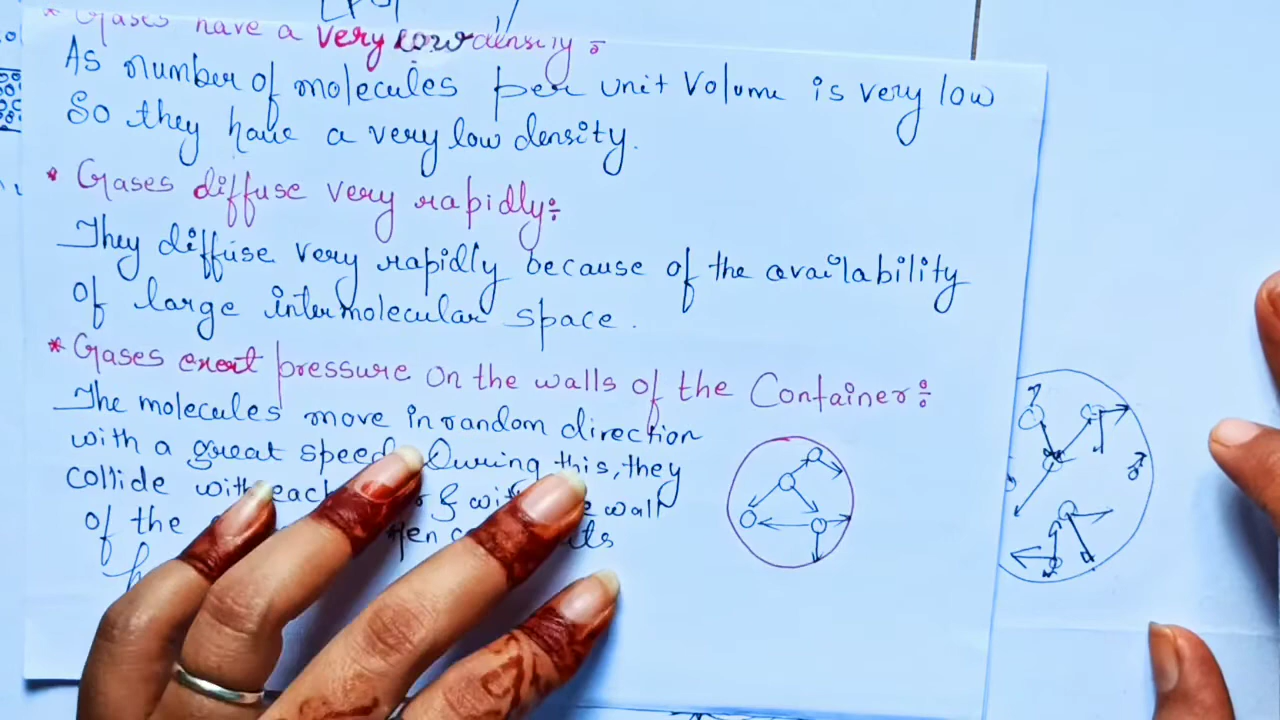 * Gases have a very low density :-
As number of molecules per unit volume is very low
So they have a very low density.
* Gases diffuse very rapidly:-
They diffuse very rapidly because of the availability
of large intermolecular space.
* Gases exert pressure on the walls of the Container:-
The molecules move in random direction
with a great speed. During this, they
collide with each & wall
of the